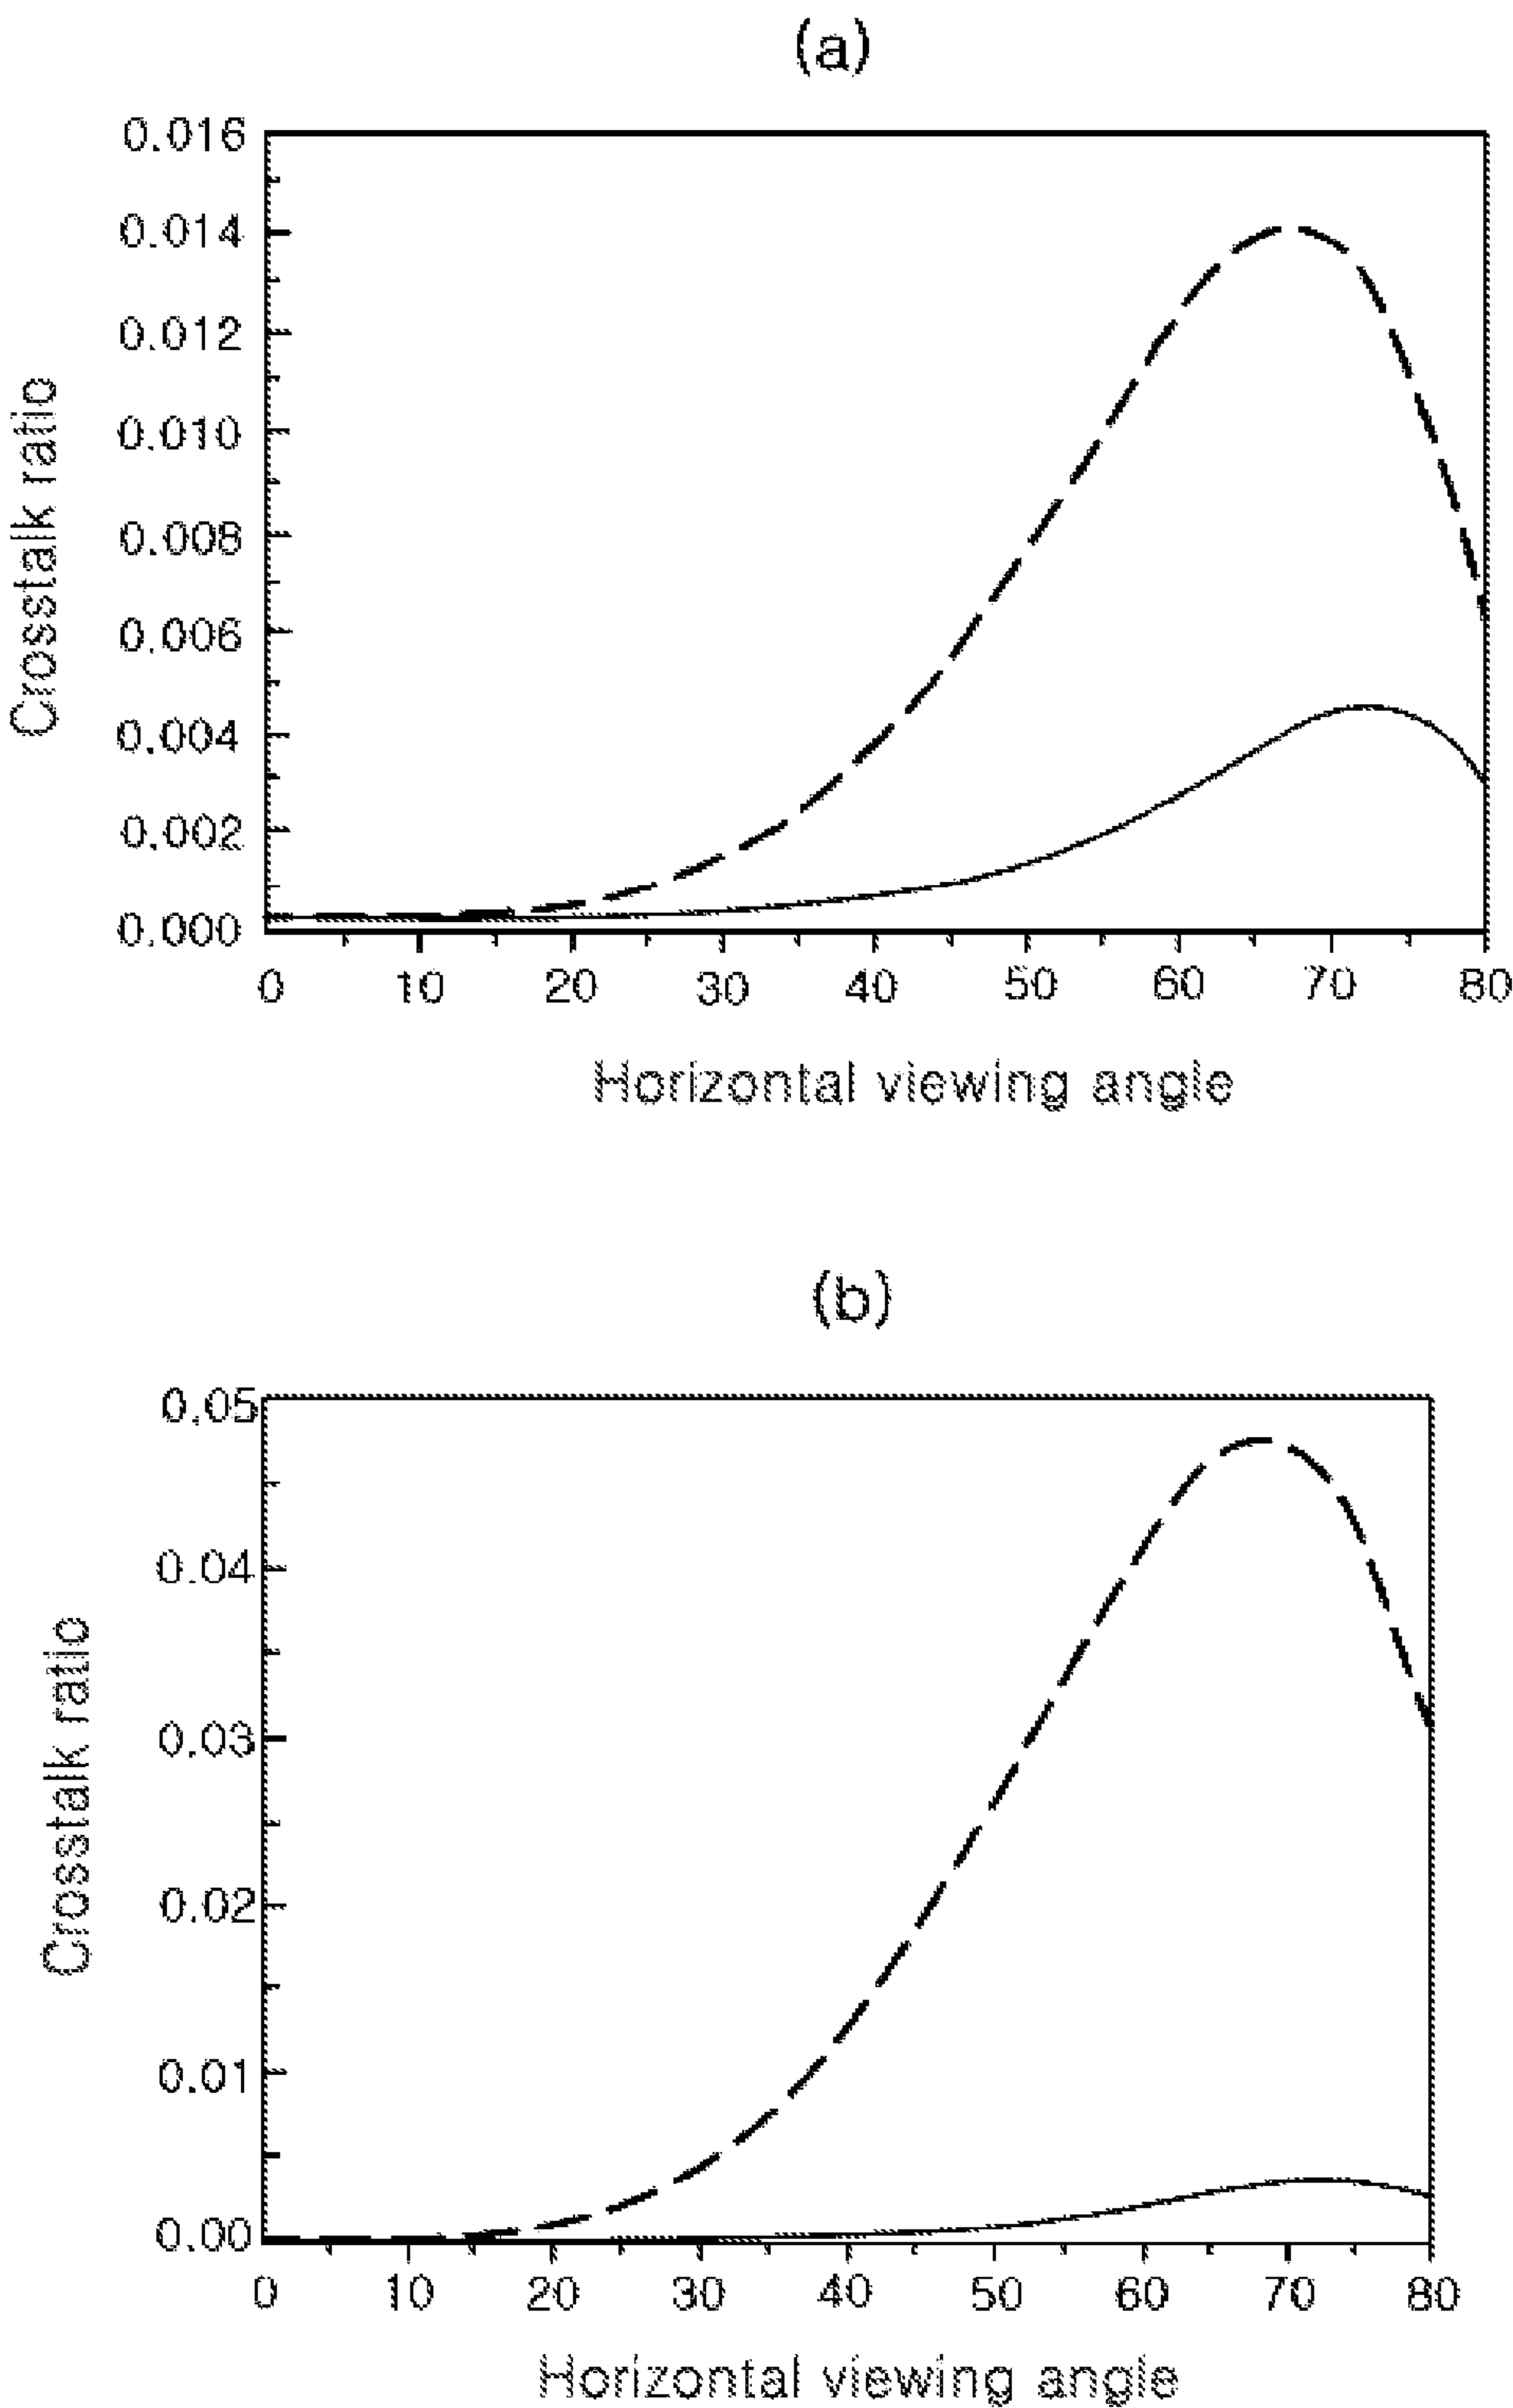 (a)
0.016
0.014
0.012
0.010
0.008
0.006
0.004
0.002
0.000
Crosstalk ratio
0 10 20 30 40 50 60 70 80
Horizontal viewing angle
(b)
0.05
0.04
0.03
0.02
0.01
0.00
Crosstalk ratio
0 10 20 30 40 50 60 70 80
Horizontal viewing angle